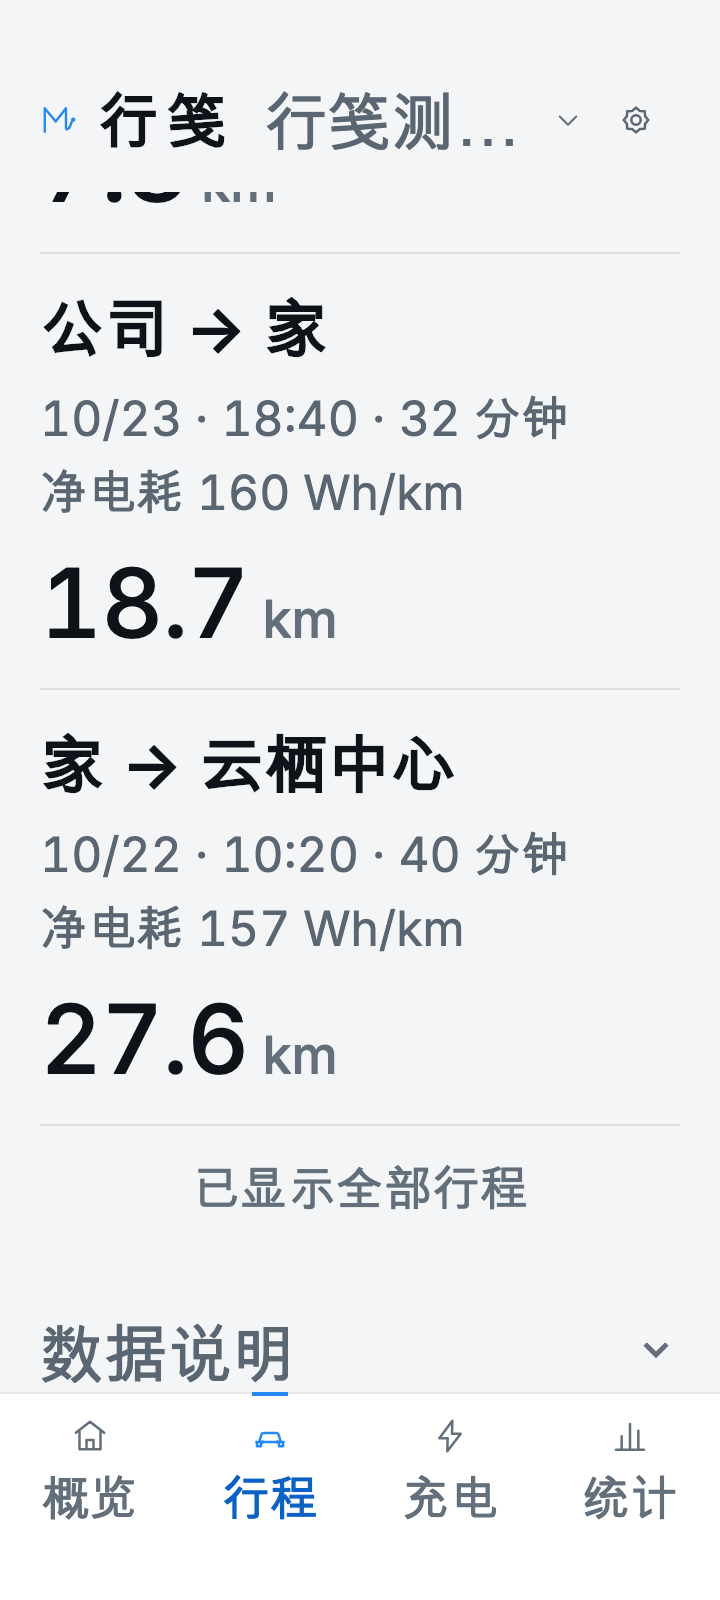 行笺 行笺测…
km
公司 → 家
10/23 · 18:40 · 32 分钟
净电耗 160 Wh/km
18.7 km
家 → 云栖中心
10/22 · 10:20 · 40 分钟
净电耗 157 Wh/km
27.6 km
已显示全部行程
数据说明
概览 行程 充电 统计